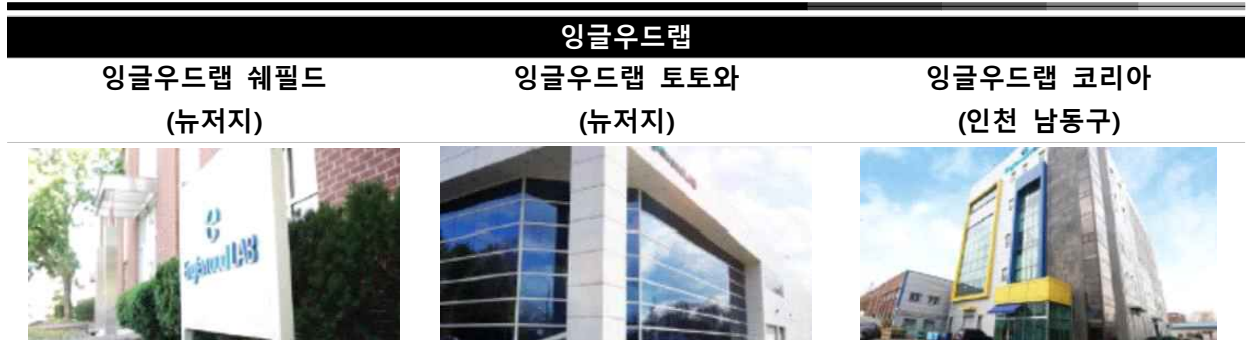 잉글우드랩
잉글우드랩 쉐필드
(뉴저지)
잉글우드랩 토토와
(뉴저지)
잉글우드랩 코리아
(인천 남동구)
Englewood LAB